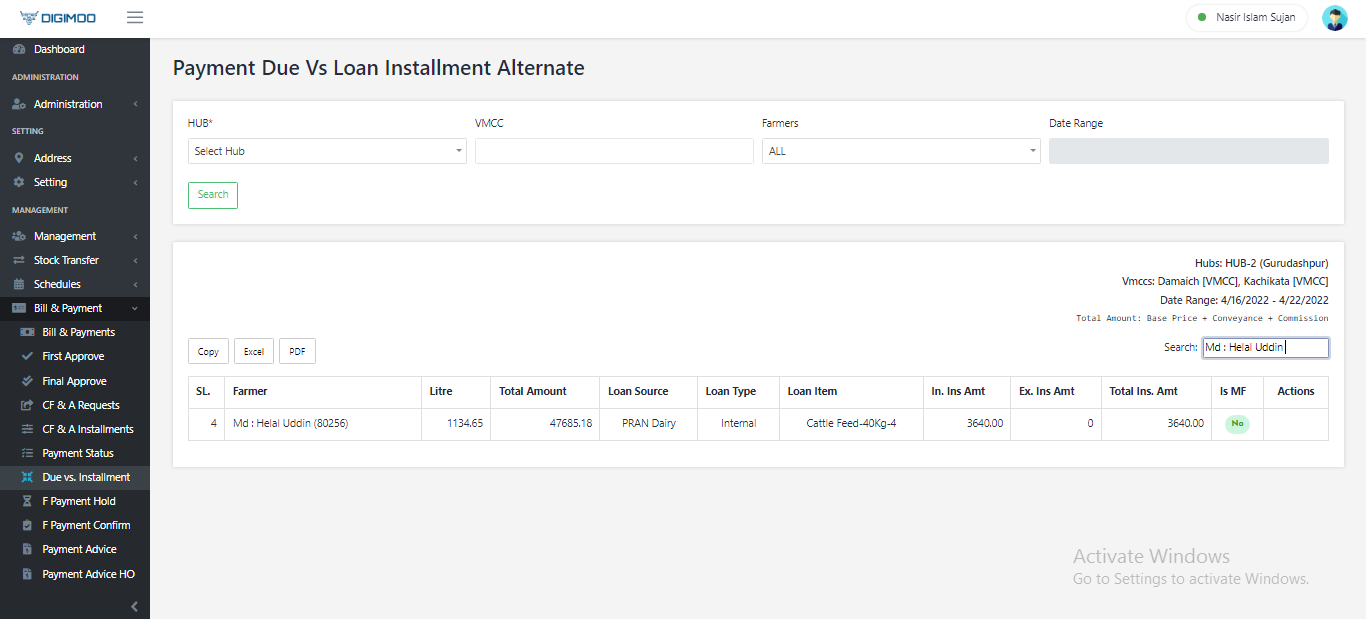 DIGIMOO
Nasir Islam Sujan
Dashboard
ADMINISTRATION
Administration
SETTING
Address
Setting
MANAGEMENT
Management
Stock Transfer
Schedules
Bill & Payment
Bill & Payments
First Approve
Final Approve
CF & A Requests
CF & A Installments
Payment Status
Due vs. Installment
F Payment Hold
F Payment Confirm
Payment Advice
Payment Advice HO
Payment Due Vs Loan Installment Alternate
HUB* VMCC Farmers Date Range
Select Hub ALL
Search
Hubs: HUB-2 (Gurudashpur)
Vmccs: Damaich [VMCC], Kachikata [VMCC]
Date Range: 4/16/2022 - 4/22/2022
Total Amount: Base Price + Conveyance + Commission
Copy Excel PDF Search: Md : Helal Uddin
SL. Farmer Litre Total Amount Loan Source Loan Type Loan Item In. Ins Amt Ex. Ins Amt Total Ins. Amt Is MF Actions
4 Md : Helal Uddin (80256) 1134.65 47685.18 PRAN Dairy Internal Cattle Feed-40Kg-4 3640.00 0 3640.00 No
Activate Windows
Go to Settings to activate Windows.